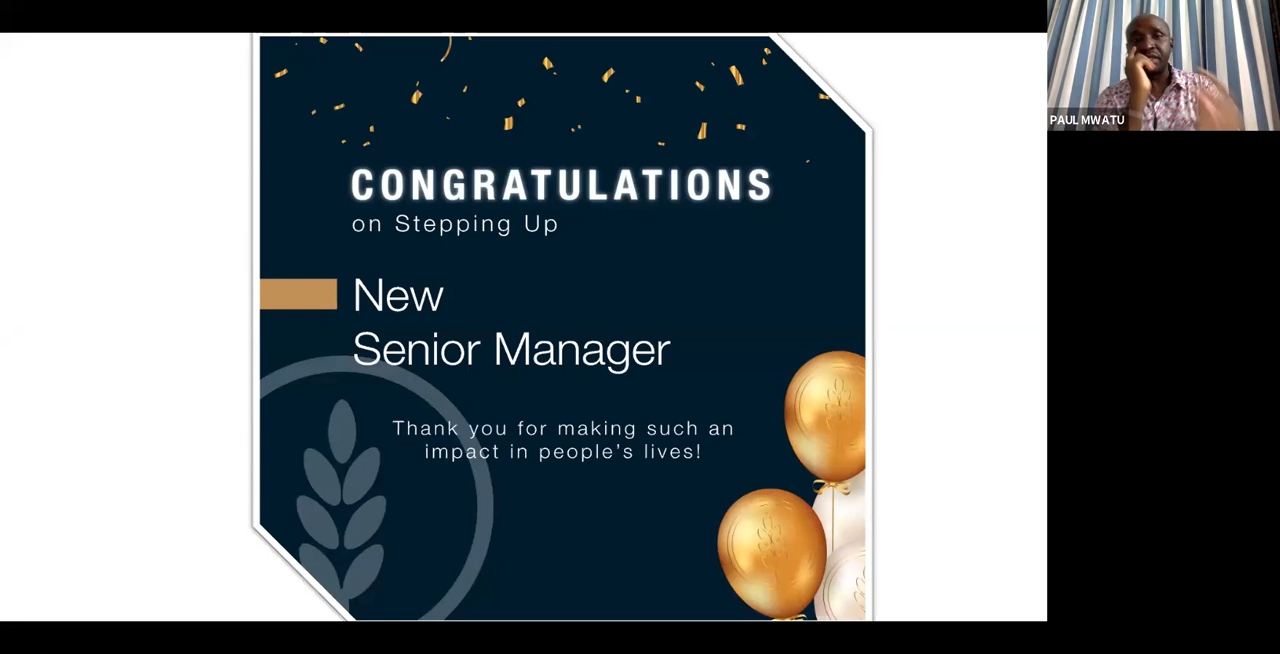 CONGRATULATIONS
on Stepping Up
New
Senior Manager
Thank you for making such an
impact in people's lives!
PAUL MWATU